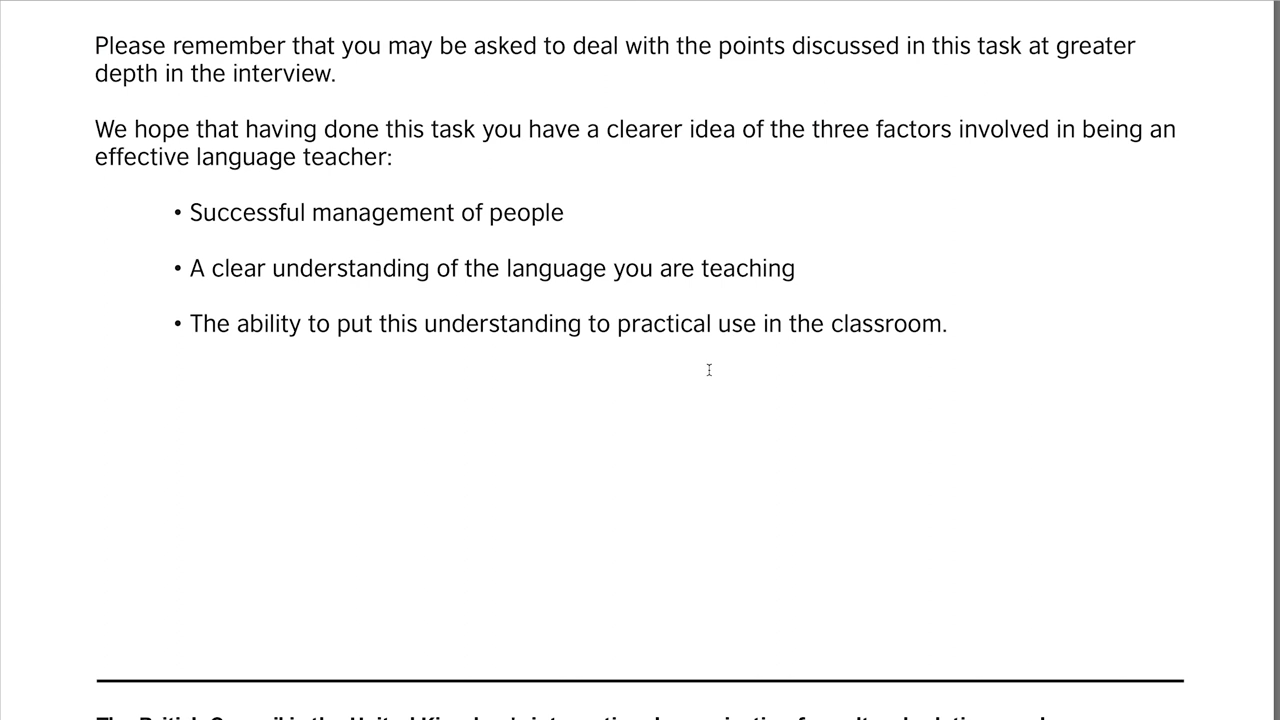 Please remember that you may be asked to deal with the points discussed in this task at greater
depth in the interview.
We hope that having done this task you have a clearer idea of the three factors involved in being an
effective language teacher:
• Successful management of people
• A clear understanding of the language you are teaching
• The ability to put this understanding to practical use in the classroom.